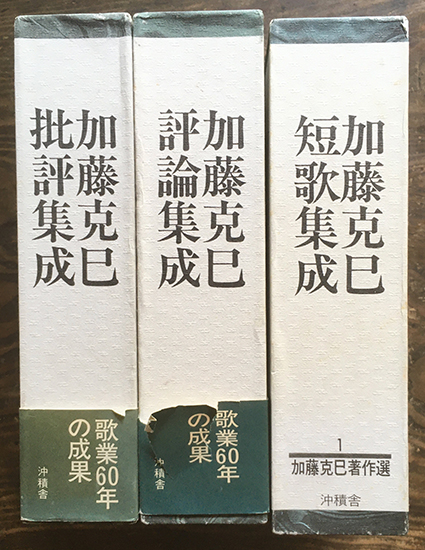 加藤克巳
批評集成
歌業60年
の成果
沖積舎
加藤克巳
評論集成
歌業60年
の成果
沖積舎
加藤克巳
短歌集成
1
加藤克巳著作選
沖積舎